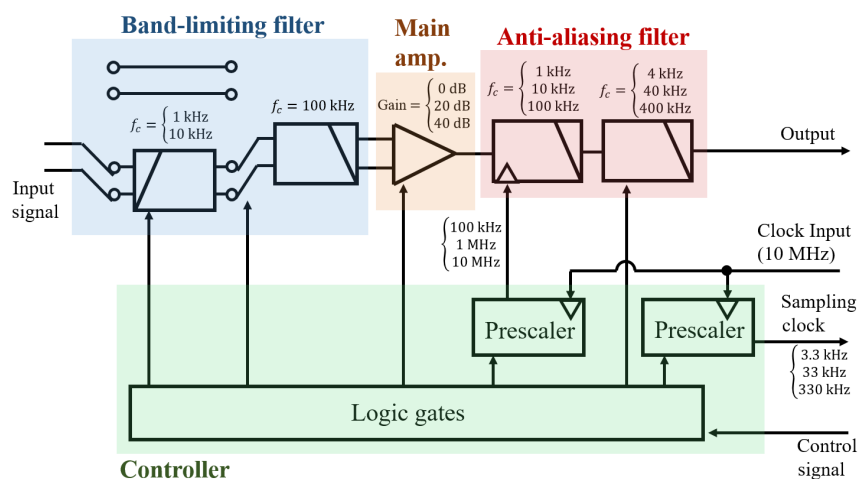 Band-limiting filter
Main
amp.
Anti-aliasing filter
f_c = { 1 kHz
10 kHz
f_c = 100 kHz
Gain = { 0 dB
20 dB
40 dB
f_c = { 1 kHz
10 kHz
100 kHz
f_c = { 4 kHz
40 kHz
400 kHz
Input
signal
Output
{ 100 kHz
1 MHz
10 MHz
Clock Input
(10 MHz)
Prescaler
Prescaler
Sampling
clock
{ 3.3 kHz
33 kHz
330 kHz
Logic gates
Control
signal
Controller